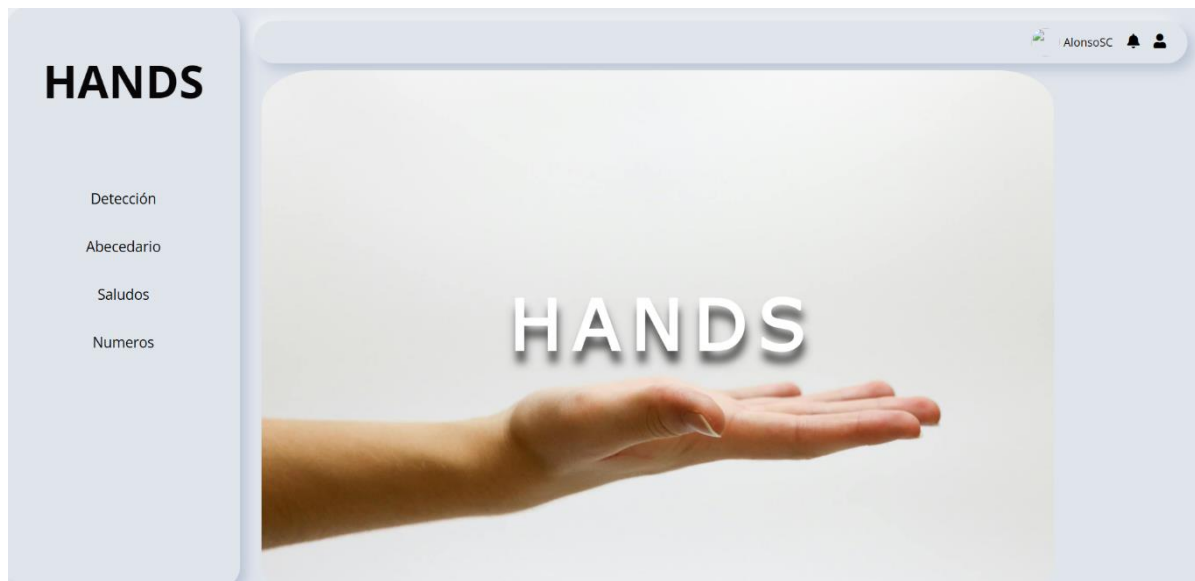 HANDS
Detección
Abecedario
Saludos
Numeros
AlonsoSC
HANDS